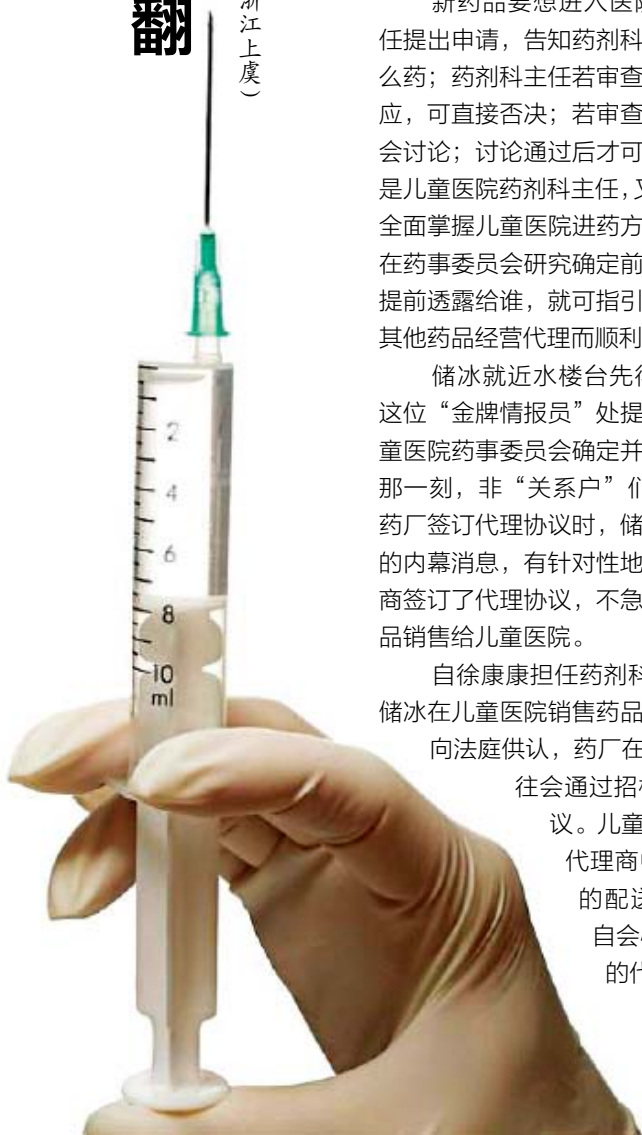 翻
浙江上虞）
新药品要想进入医院
任提出申请，告知药剂科
么药；药剂科主任若审查
应，可直接否决；若审查
会讨论；讨论通过后才可
是儿童医院药剂科主任，又
全面掌握儿童医院进药方
在药事委员会研究确定前
提前透露给谁，就可指引
其他药品经营代理而顺利
储冰就近水楼台先得
这位“金牌情报员”处提
童医院药事委员会确定并
那一刻，非“关系户”们
药厂签订代理协议时，储
的内幕消息，有针对性地
商签订了代理协议，不急
品销售给儿童医院。
自徐康康担任药剂科
储冰在儿童医院销售药品
向法庭供认，药厂在
往会通过招标
议。儿童
代理商
的配送
自会
的代
2
4
6
8
10
ml